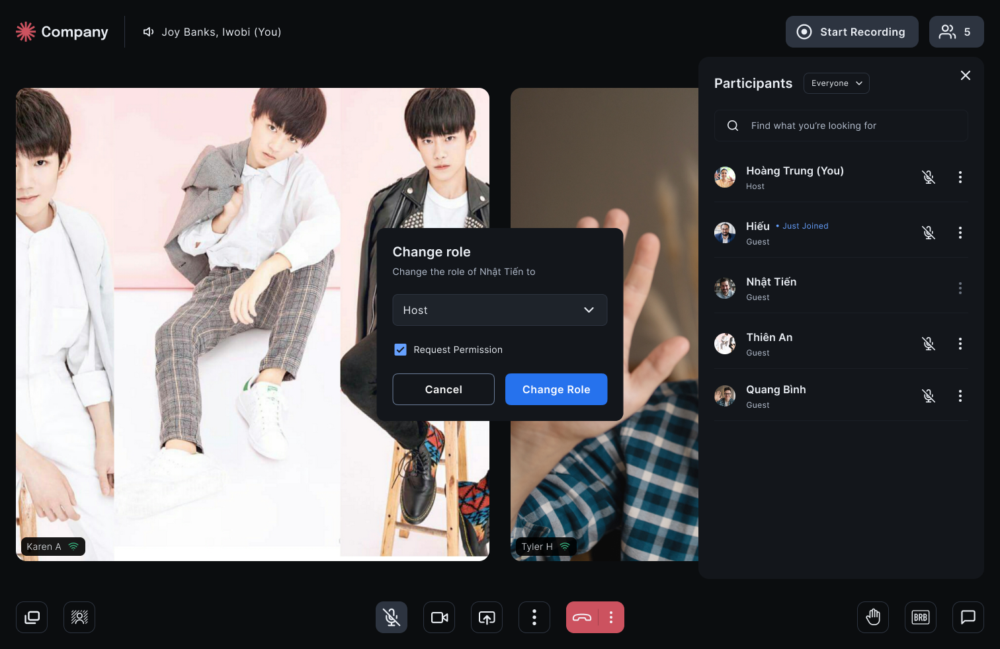 Company
Joy Banks, Iwobi (You)
Start Recording
5
Participants
Everyone
Find what you’re looking for
Hoàng Trung (You)
Host
Hiếu • Just Joined
Guest
Nhật Tiến
Guest
Thiên An
Guest
Quang Bình
Guest
Change role
Change the role of Nhật Tiến to
Host
Request Permission
Cancel
Change Role
Karen A
Tyler H
BRB